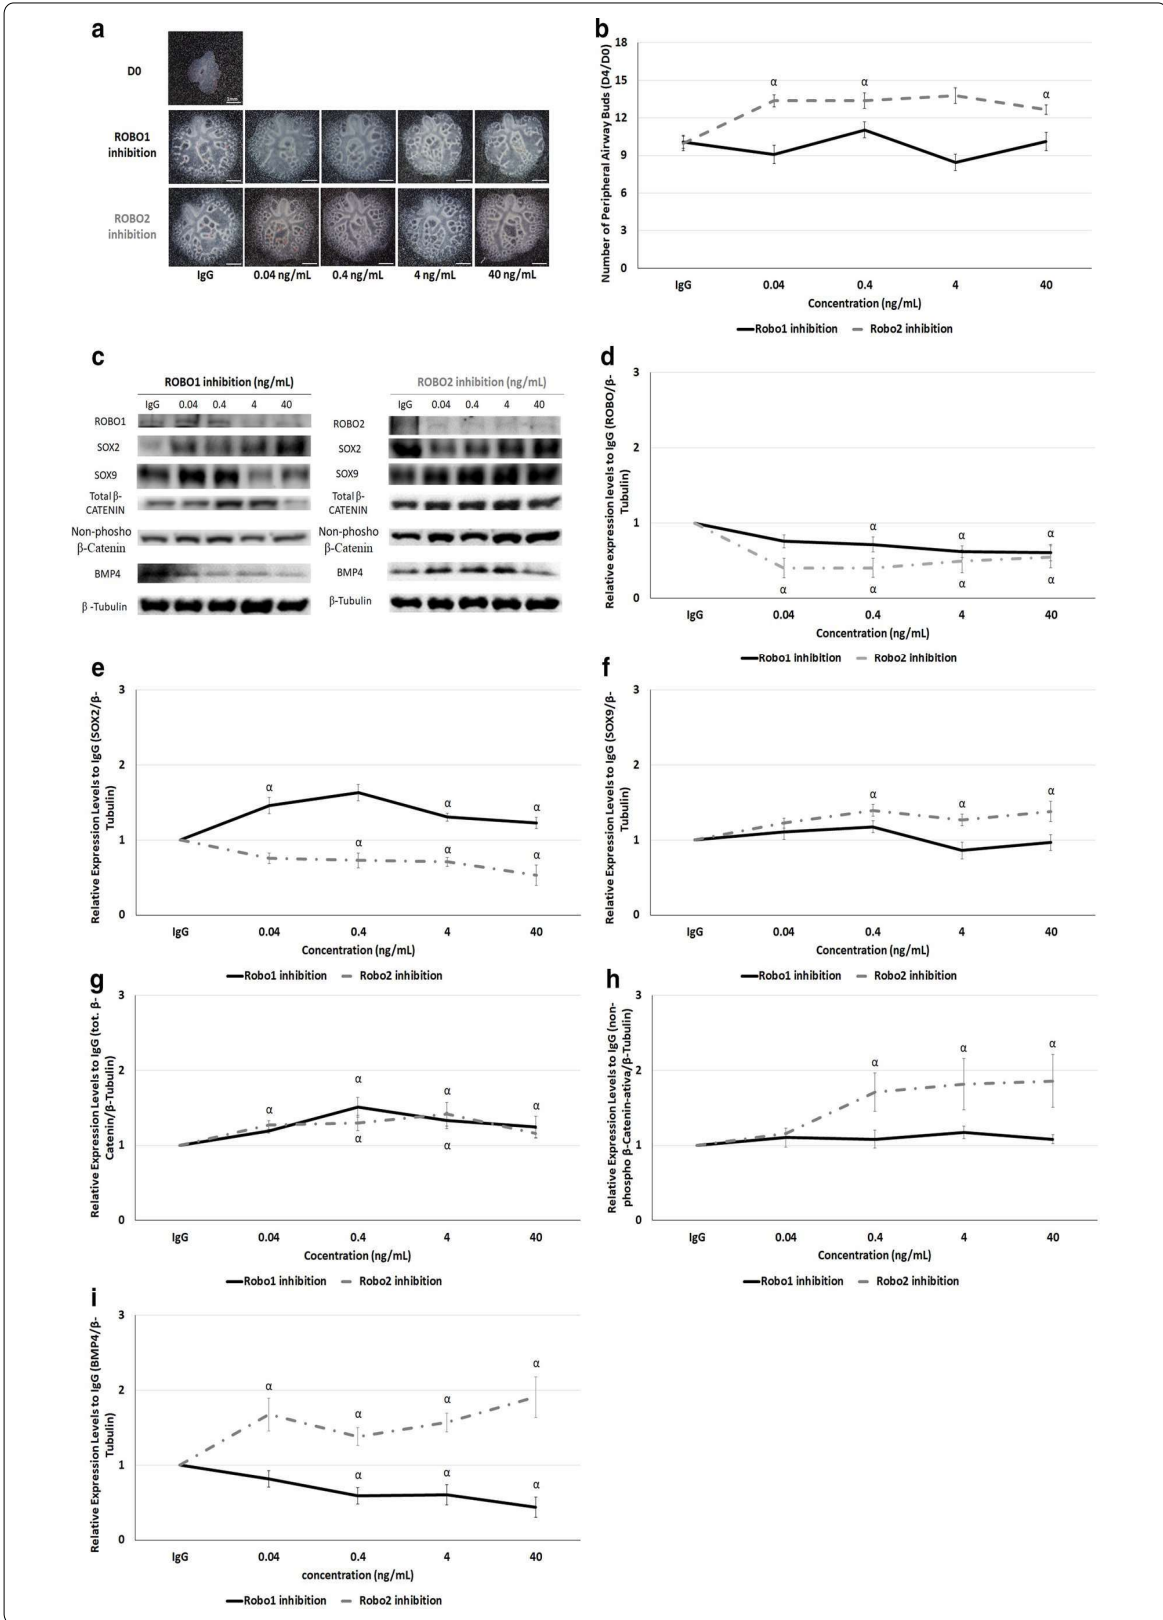 a
D0
1mm
ROBO1
inhibition
ROBO2
inhibition
IgG 0.04 ng/mL 0.4 ng/mL 4 ng/mL 40 ng/mL
b
Number of Peripheral Airway Buds (D4/D0)
18
15
12
9
6
3
0
α α α
IgG 0.04 0.4 4 40
Concentration (ng/mL)
Robo1 inhibition Robo2 inhibition
c
ROBO1 inhibition (ng/mL)
IgG 0.04 0.4 4 40
ROBO1
SOX2
SOX9
Total β-
CATENIN
Non-phosho
β-Catenin
BMP4
β -Tubulin
ROBO2 inhibition (ng/mL)
IgG 0.04 0.4 4 40
ROBO2
SOX2
SOX9
Total β-
CATENIN
Non-phosho
β-Catenin
BMP4
β-Tubulin
d
Relative expression levels to IgG (ROBO/β-
Tubulin)
3
2
1
0
α α α
α α α α
IgG 0.04 0.4 4 40
Concentration (ng/mL)
Robo1 inhibition Robo2 inhibition
e
Relative Expression Levels to IgG (SOX2/β-
Tubulin)
3
2
1
0
α α α
α α α
IgG 0.04 0.4 4 40
Concentration (ng/mL)
Robo1 inhibition Robo2 inhibition
f
Relative Expression Levels to IgG (SOX9/β-
Tubulin)
3
2
1
0
α α α
IgG 0.04 0.4 4 40
Concentration (ng/mL)
Robo1 inhibition Robo2 inhibition
g
Relative Expression Levels to IgG (tot. β-
Catenin/β-Tubulin)
3
2
1
0
α α α α
α α
IgG 0.04 0.4 4 40
Cocentration (ng/mL)
Robo1 inhibition Robo2 inhibition
h
Relative Expression Levels to IgG (non-
phospho β-Catenin-ativa/β-Tubulin)
3
2
1
0
α α α
IgG 0.04 0.4 4 40
Concentration (ng/mL)
Robo1 inhibition Robo2 inhibition
i
Relative Expression Levels to IgG (BMP4/β-
Tubulin)
3
2
1
0
α α α α
α α α
IgG 0.04 0.4 4 40
concentration (ng/mL)
Robo1 inhibition Robo2 inhibition